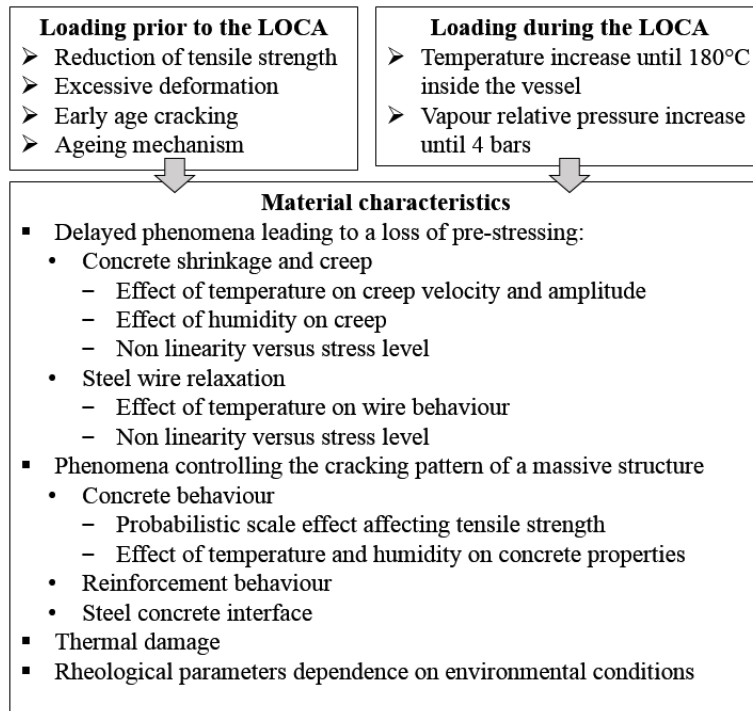 Loading prior to the LOCA
➢ Reduction of tensile strength
➢ Excessive deformation
➢ Early age cracking
➢ Ageing mechanism
Loading during the LOCA
➢ Temperature increase until 180°C
inside the vessel
➢ Vapour relative pressure increase
until 4 bars
Material characteristics
▪ Delayed phenomena leading to a loss of pre-stressing:
• Concrete shrinkage and creep
– Effect of temperature on creep velocity and amplitude
– Effect of humidity on creep
– Non linearity versus stress level
• Steel wire relaxation
– Effect of temperature on wire behaviour
– Non linearity versus stress level
▪ Phenomena controlling the cracking pattern of a massive structure
• Concrete behaviour
– Probabilistic scale effect affecting tensile strength
– Effect of temperature and humidity on concrete properties
• Reinforcement behaviour
• Steel concrete interface
▪ Thermal damage
▪ Rheological parameters dependence on environmental conditions